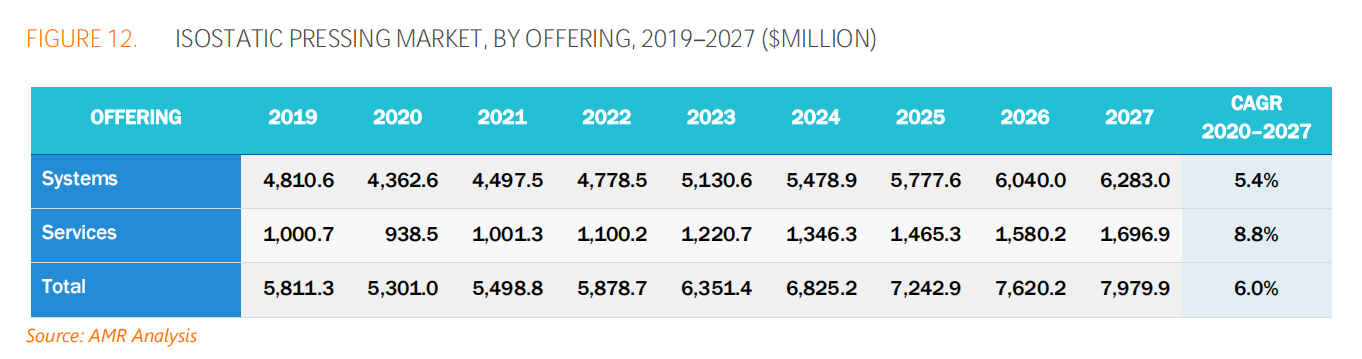 FIGURE 12. ISOSTATIC PRESSING MARKET, BY OFFERING, 2019–2027 ($MILLION)
OFFERING 2019 2020 2021 2022 2023 2024 2025 2026 2027 CAGR 2020–2027
Systems 4,810.6 4,362.6 4,497.5 4,778.5 5,130.6 5,478.9 5,777.6 6,040.0 6,283.0 5.4%
Services 1,000.7 938.5 1,001.3 1,100.2 1,220.7 1,346.3 1,465.3 1,580.2 1,696.9 8.8%
Total 5,811.3 5,301.0 5,498.8 5,878.7 6,351.4 6,825.2 7,242.9 7,620.2 7,979.9 6.0%
Source: AMR Analysis